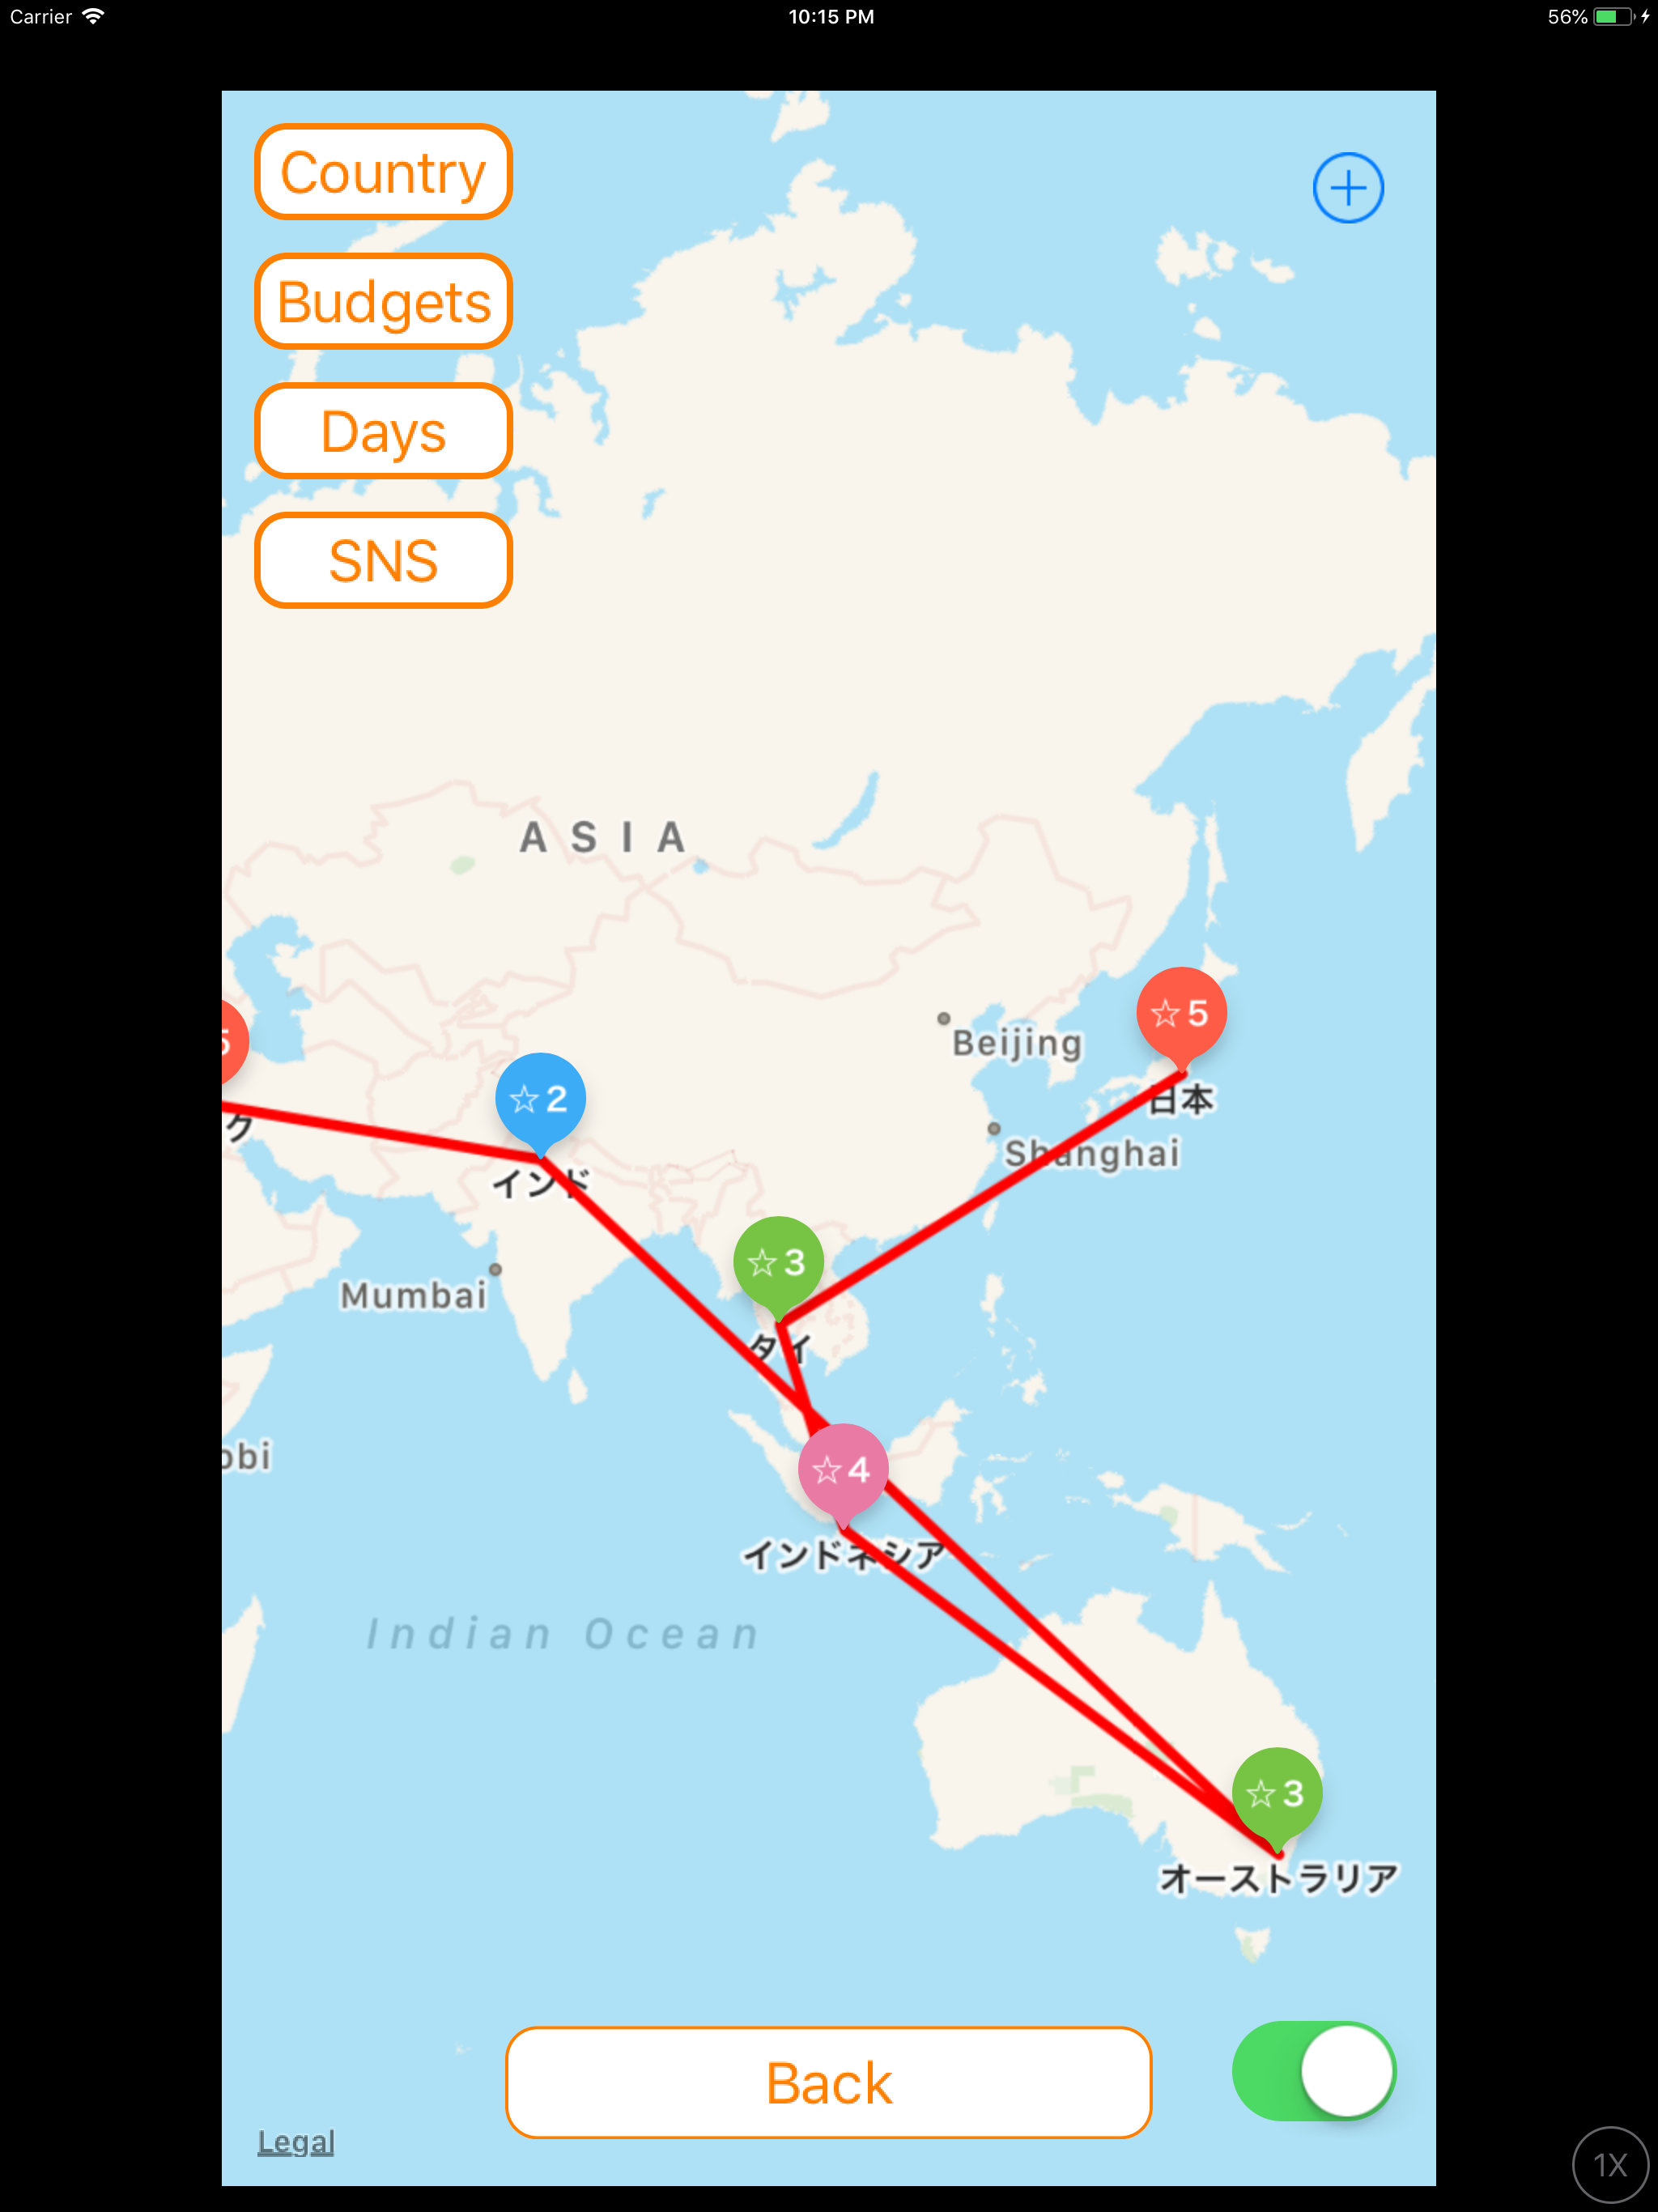 Carrier
10:15 PM
56%
Country
Budgets
Days
SNS
ASIA
☆5
Beijing
日本
5
☆2
ク
Shanghai
インド
☆3
Mumbai
タイ
obi
☆4
インドネシア
Indian Ocean
☆3
オーストラリア
Back
Legal
1X